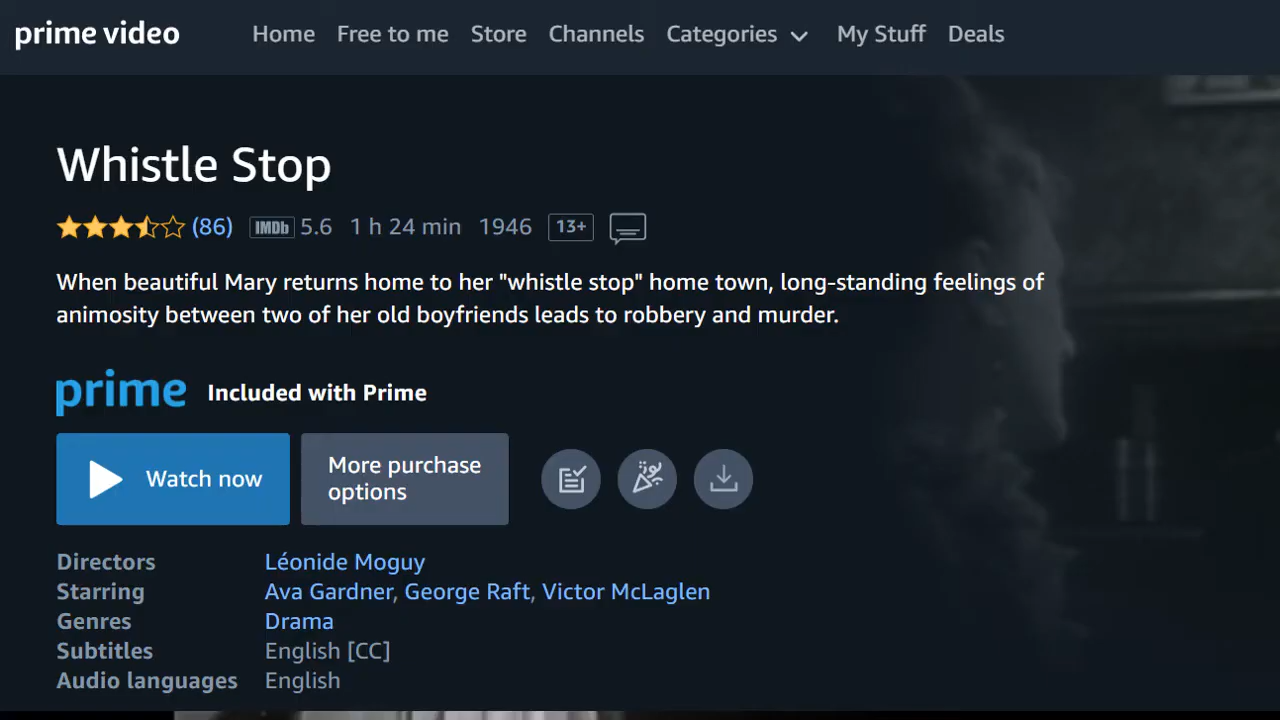 prime video Home Free to me Store Channels Categories My Stuff Deals
Whistle Stop
(86) IMDb 5.6 1 h 24 min 1946 13+
When beautiful Mary returns home to her "whistle stop" home town, long-standing feelings of
animosity between two of her old boyfriends leads to robbery and murder.
prime Included with Prime
Watch now
More purchase
options
Directors Léonide Moguy
Starring Ava Gardner, George Raft, Victor McLaglen
Genres Drama
Subtitles English [CC]
Audio languages English